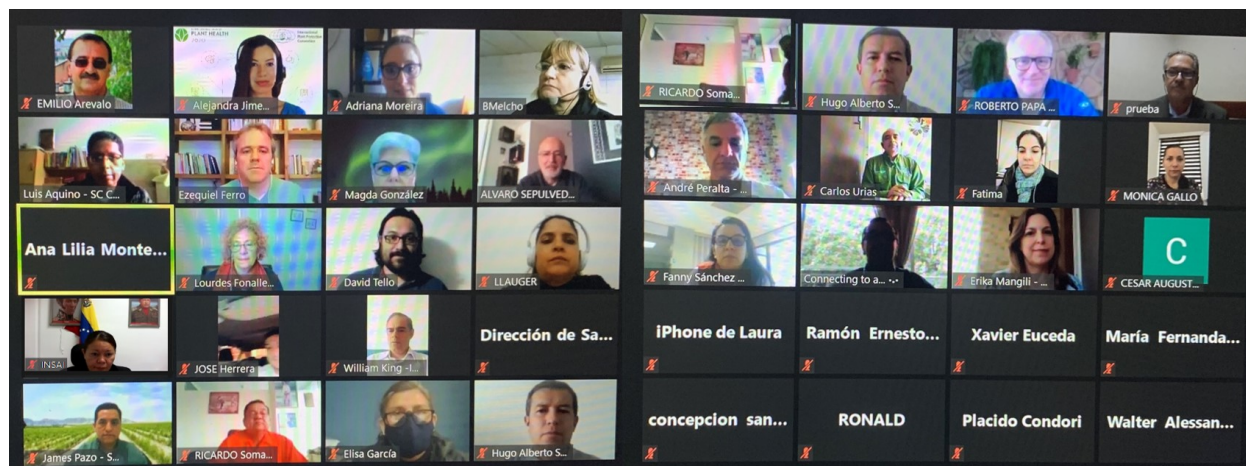 EMILIO Arevalo
PLANT HEALTH
Alejandra Jime...
Adriana Moreira
BMelcho
Luis Aquino - SC C...
Ezequiel Ferro
Magda González
ALVARO SEPULVED...
Ana Lilia Monte...
Lourdes Fonalle...
David Tello
LLAUGER
INSAI
JOSE Herrera
William King -I...
Dirección de Sa...
James Pazo - S...
RICARDO Soma...
Elisa García
Hugo Alberto S...
RICARDO Soma...
Hugo Alberto S...
ROBERTO PAPA ...
prueba
André Peralta - ...
Carlos Urias
Fatima
MONICA GALLO
Fanny Sánchez ...
Connecting to a...
Erika Mangili - ...
C
CESAR AUGUST...
iPhone de Laura
Ramón Ernesto...
Xavier Euceda
María Fernanda...
concepcion san...
RONALD
Placido Condori
Walter Alessan...